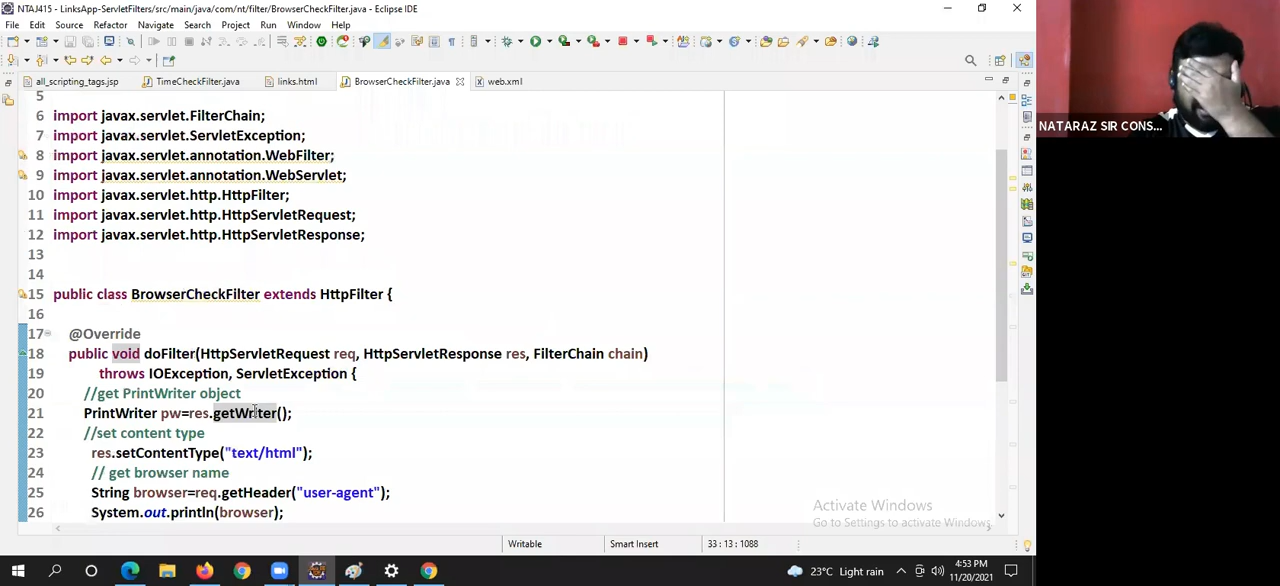 NTAJ415 - LinksApp-ServletFilters/src/main/java/com/nt/filter/BrowserCheckFilter.java - Eclipse IDE
File Edit Source Refactor Navigate Search Project Run Window Help
all_scripting_tags.jsp TimeCheckFilter.java links.html BrowserCheckFilter.java web.xml
5
6 import javax.servlet.FilterChain;
7 import javax.servlet.ServletException;
8 import javax.servlet.annotation.WebFilter;
9 import javax.servlet.annotation.WebServlet;
10 import javax.servlet.http.HttpFilter;
11 import javax.servlet.http.HttpServletRequest;
12 import javax.servlet.http.HttpServletResponse;
13
14
15 public class BrowserCheckFilter extends HttpFilter {
16
17 @Override
18 public void doFilter(HttpServletRequest req, HttpServletResponse res, FilterChain chain)
19 throws IOException, ServletException {
20 //get PrintWriter object
21 PrintWriter pw=res.getWriter();
22 //set content type
23 res.setContentType("text/html");
24 // get browser name
25 String browser=req.getHeader("user-agent");
26 System.out.println(browser);
Activate Windows
Go to Settings to activate Windows.
Writable Smart Insert 33 : 13 : 1088
23°C Light rain
4:53 PM
11/20/2021
NATARAZ SIR CONS...